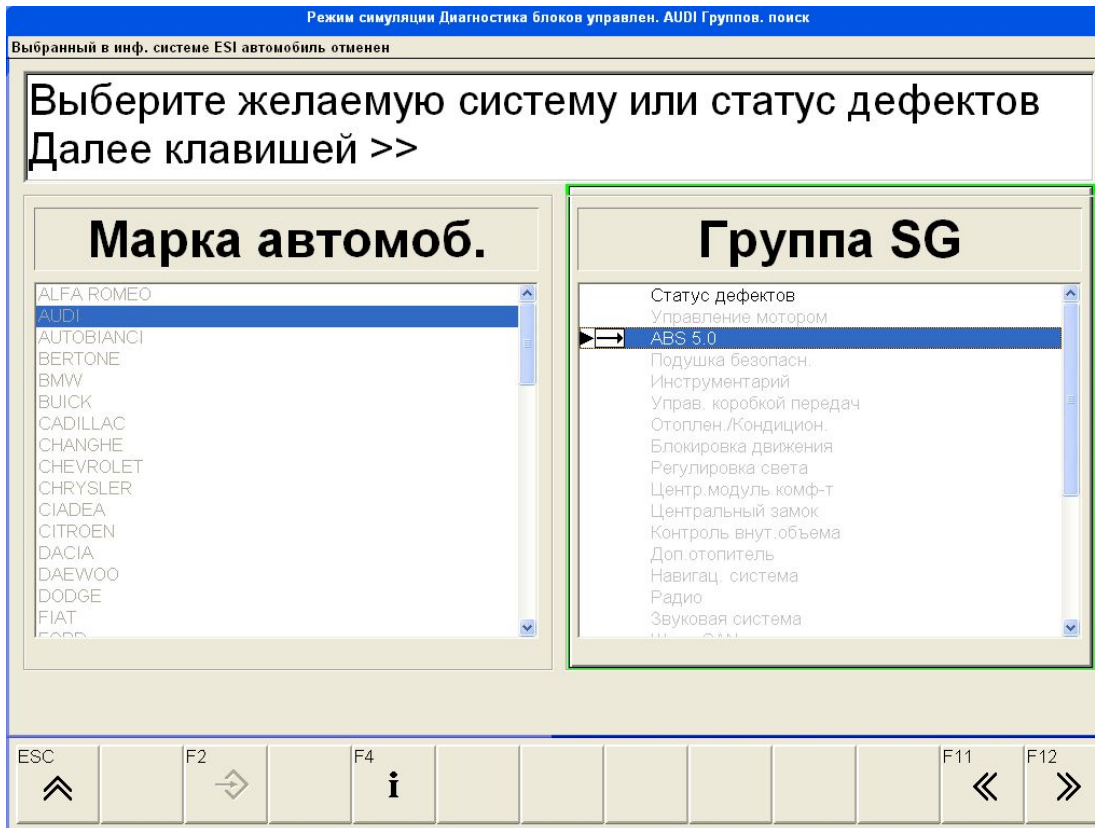 Режим симуляции Диагностика блоков управлен. AUDI Группов. поиск
Выбранный в инф. системе ESI автомобиль отменен
Выберите желаемую систему или статус дефектов
Далее клавишей >>
Марка автомоб.
ALFA ROMEO
AUDI
AUTOBIANCI
BERTONE
BMW
BUICK
CADILLAC
CHANGHE
CHEVROLET
CHRYSLER
CIADEA
CITROEN
DACIA
DAEWOO
DODGE
FIAT
FORD
Группа SG
Статус дефектов
Управление мотором
ABS 5.0
Подушка безопасн.
Инструментарий
Управ. коробкой передач
Отоплен./Кондицион.
Блокировка движения
Регулировка света
Центр.модуль комф-т
Центральный замок
Контроль внут.объема
Доп.отопитель
Навигац. система
Радио
Звуковая система
ESC
F2
F4
i
F11
F12